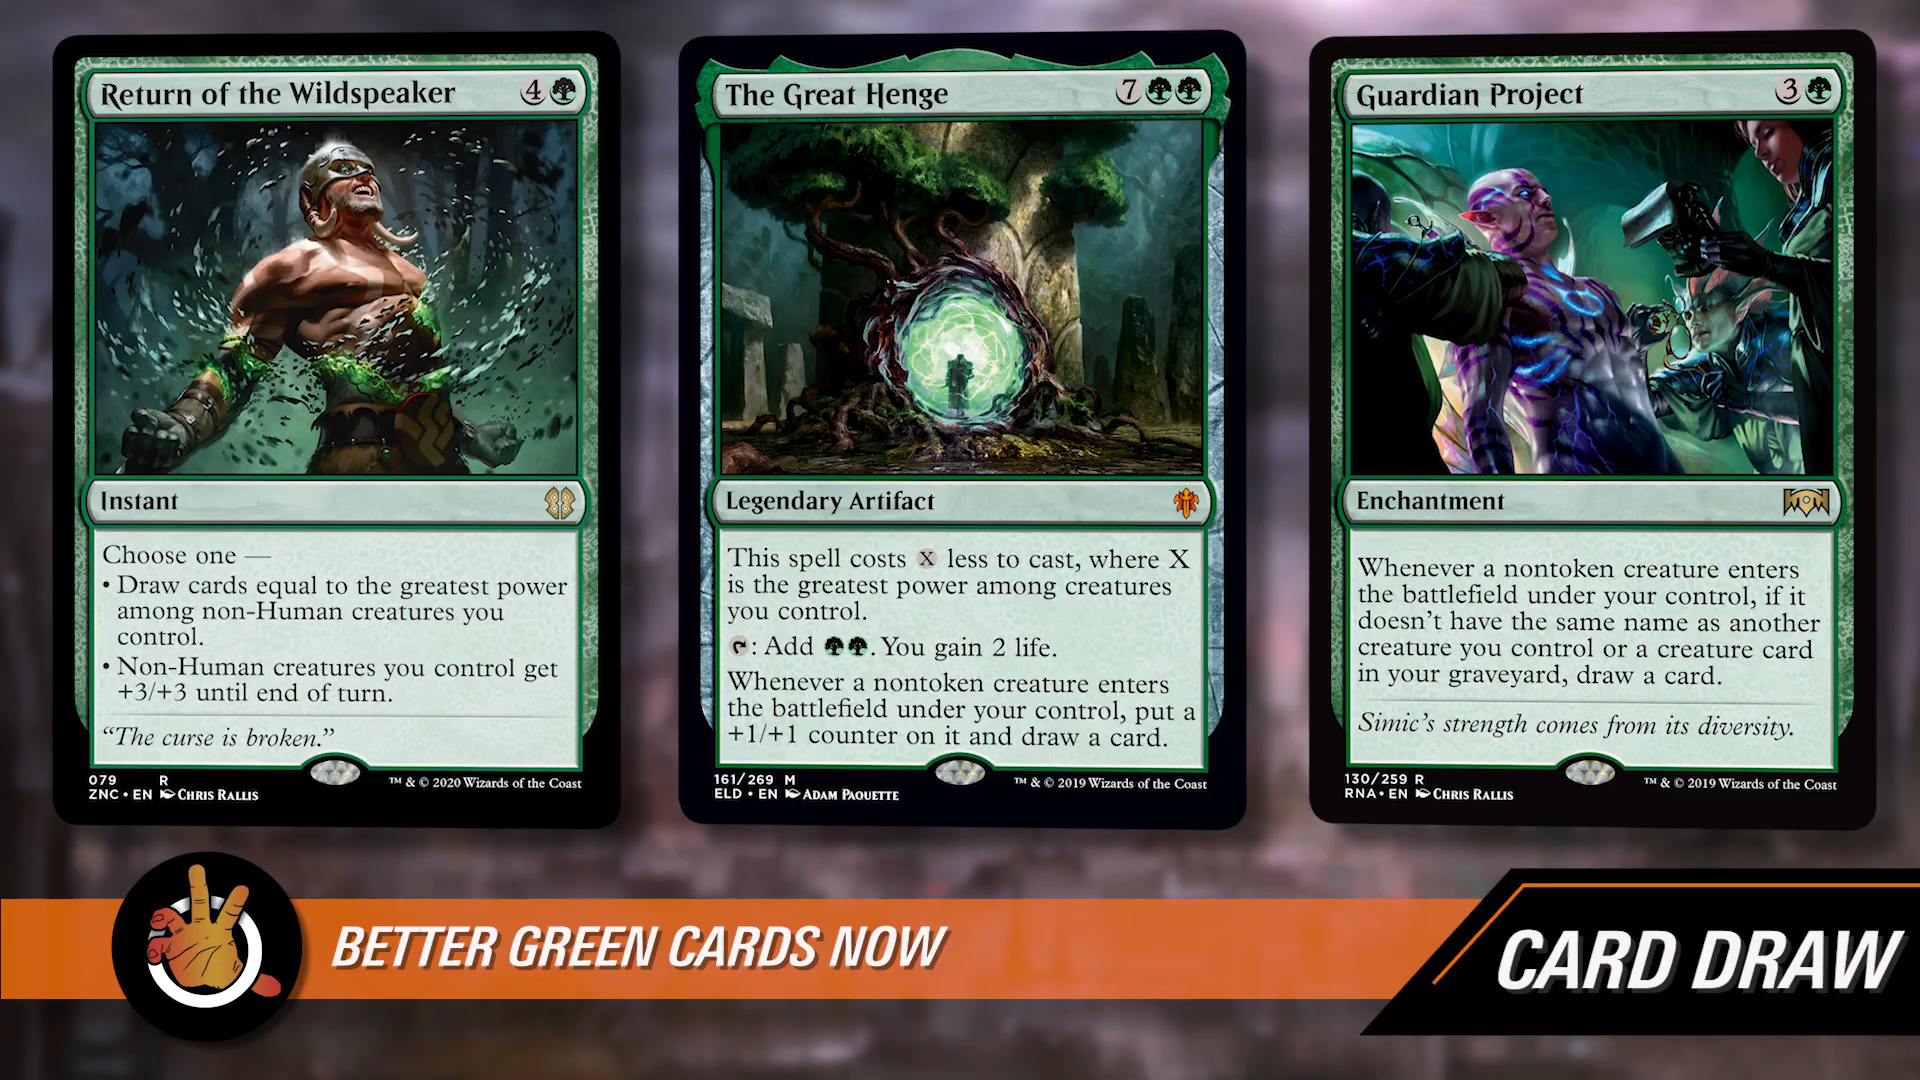 Return of the Wildspeaker 4
Instant
Choose one —
• Draw cards equal to the greatest power
among non-Human creatures you
control.
• Non-Human creatures you control get
+3/+3 until end of turn.
“The curse is broken.”
079 R
ZNC • EN Chris Rallis
™ & © 2020 Wizards of the Coast
The Great Henge 7
Legendary Artifact
This spell costs X less to cast, where X
is the greatest power among creatures
you control.
: Add . You gain 2 life.
Whenever a nontoken creature enters
the battlefield under your control, put a
+1/+1 counter on it and draw a card.
161/269 M
ELD • EN Adam Paquette
™ & © 2019 Wizards of the Coast
Guardian Project 3
Enchantment
Whenever a nontoken creature enters
the battlefield under your control, if it
doesn’t have the same name as another
creature you control or a creature card
in your graveyard, draw a card.
Simic’s strength comes from its diversity.
130/259 R
RNA • EN Chris Rallis
™ & © 2019 Wizards of the Coast
BETTER GREEN CARDS NOW
CARD DRAW